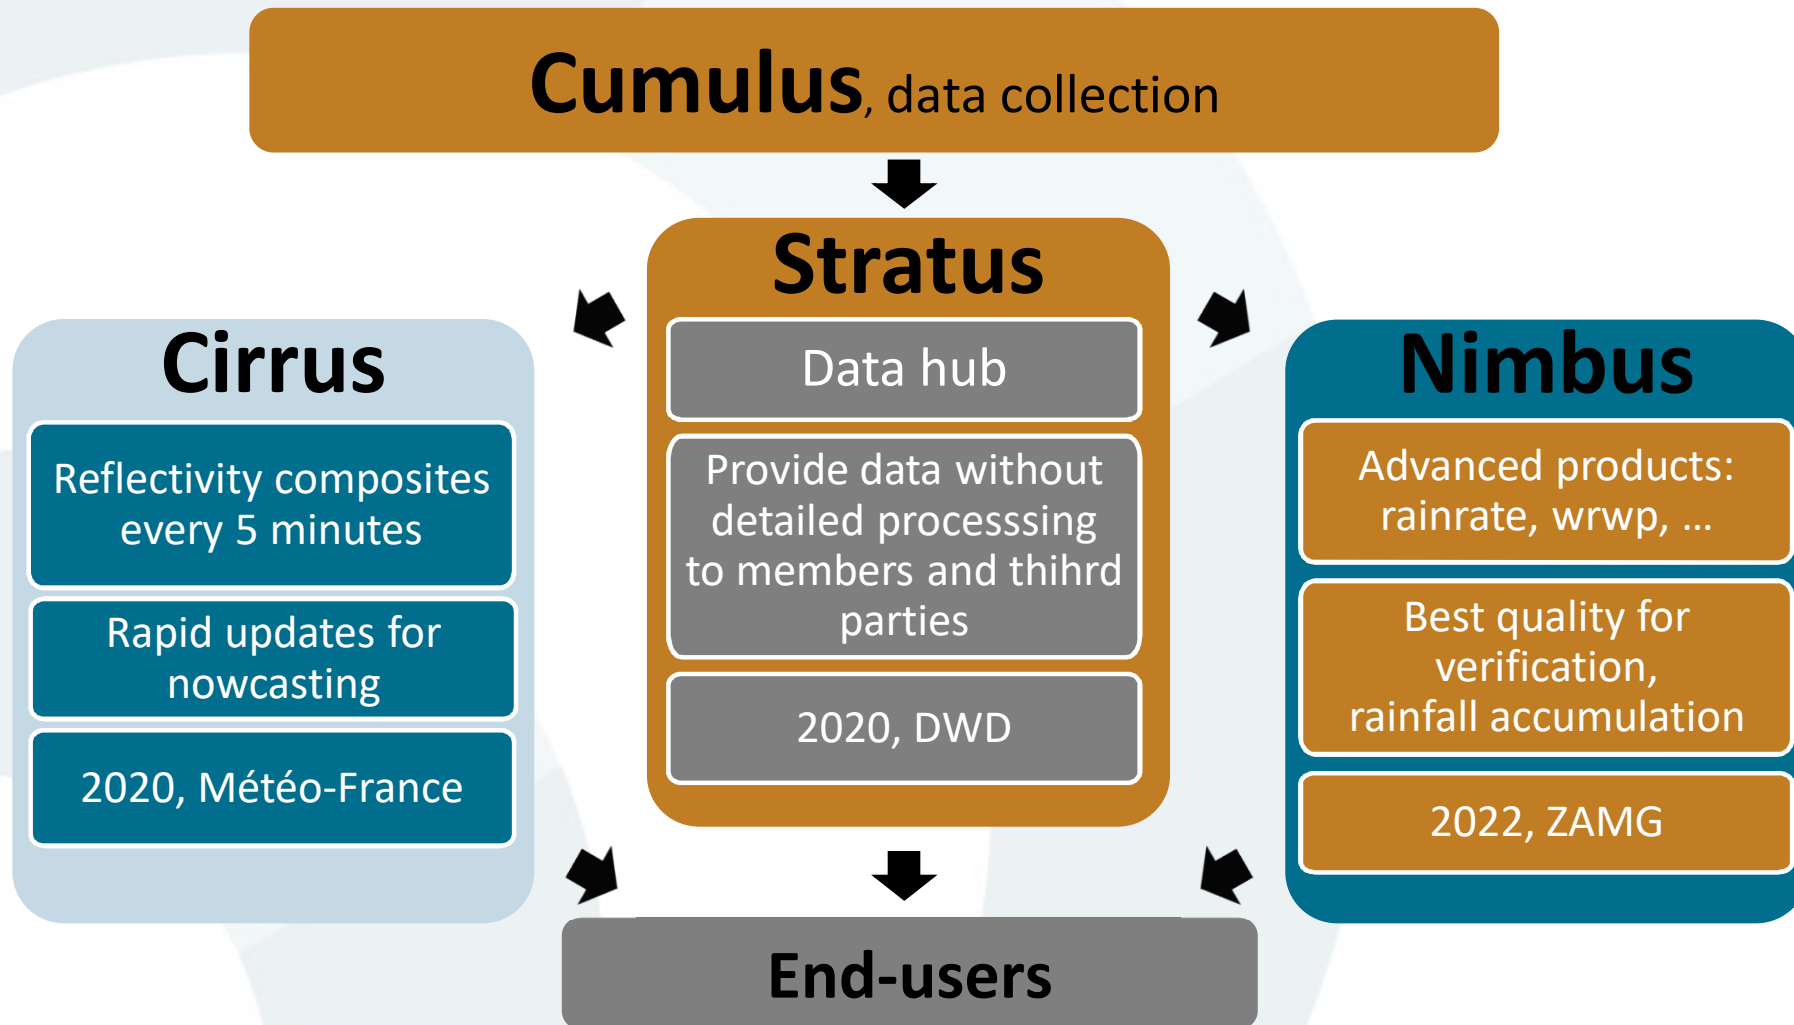 Cumulus, data collection
Stratus
Data hub
Provide data without
detailed processsing
to members and thihrd
parties
2020, DWD
Cirrus
Reflectivity composites
every 5 minutes
Rapid updates for
nowcasting
2020, Météo-France
Nimbus
Advanced products:
rainrate, wrwp, ...
Best quality for
verification,
rainfall accumulation
2022, ZAMG
End-users